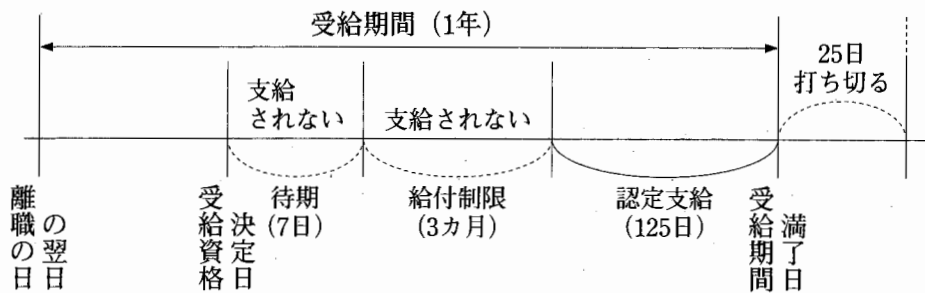 受給期間（1年）
25日
打ち切る
支給
されない
支給されない
離職の日
の翌日
受給資格
決定日
待期
(7日)
給付制限
(3カ月)
認定支給
(125日)
受給期間
満了日